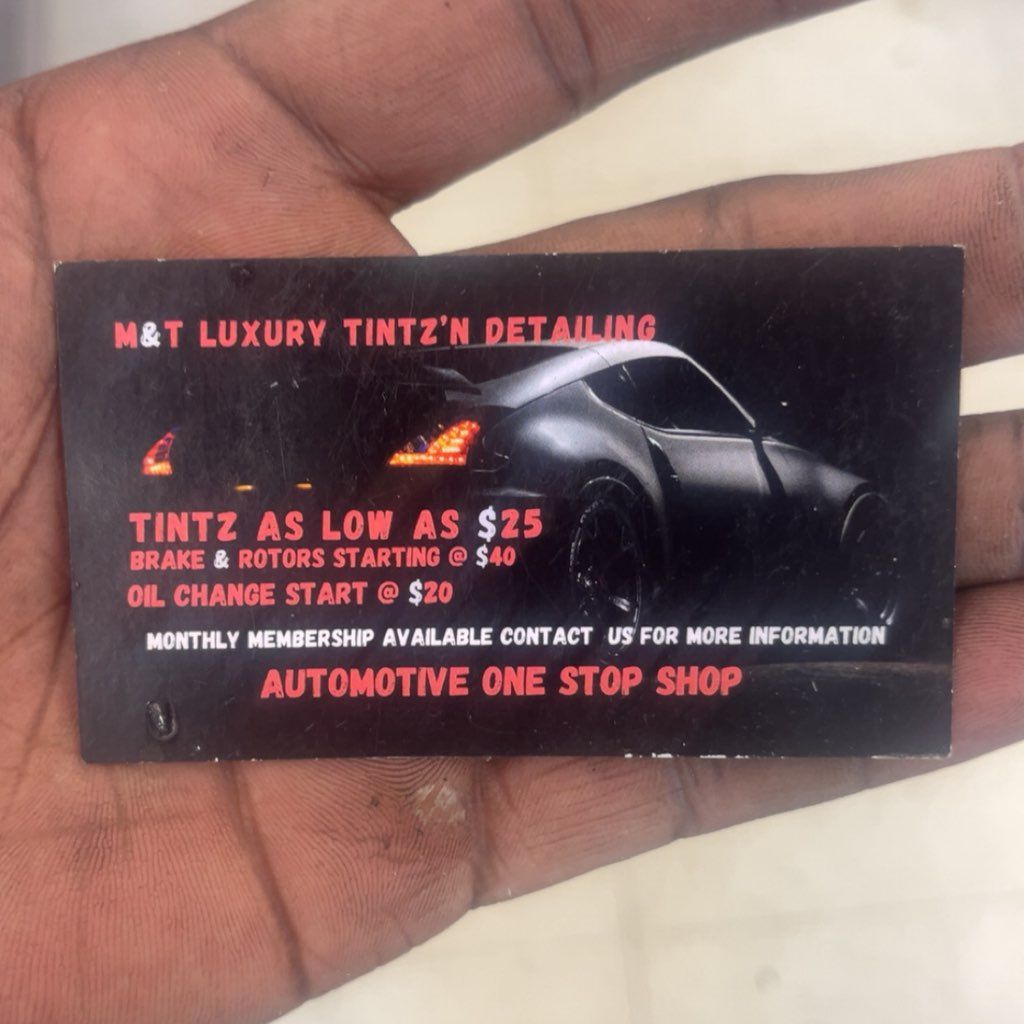 M&T LUXURY TINTZ'N DETAILING
TINTZ AS LOW AS $25
BRAKE & ROTORS STARTING @ $40
OIL CHANGE START @ $20
MONTHLY MEMBERSHIP AVAILABLE CONTACT US FOR MORE INFORMATION
AUTOMOTIVE ONE STOP SHOP